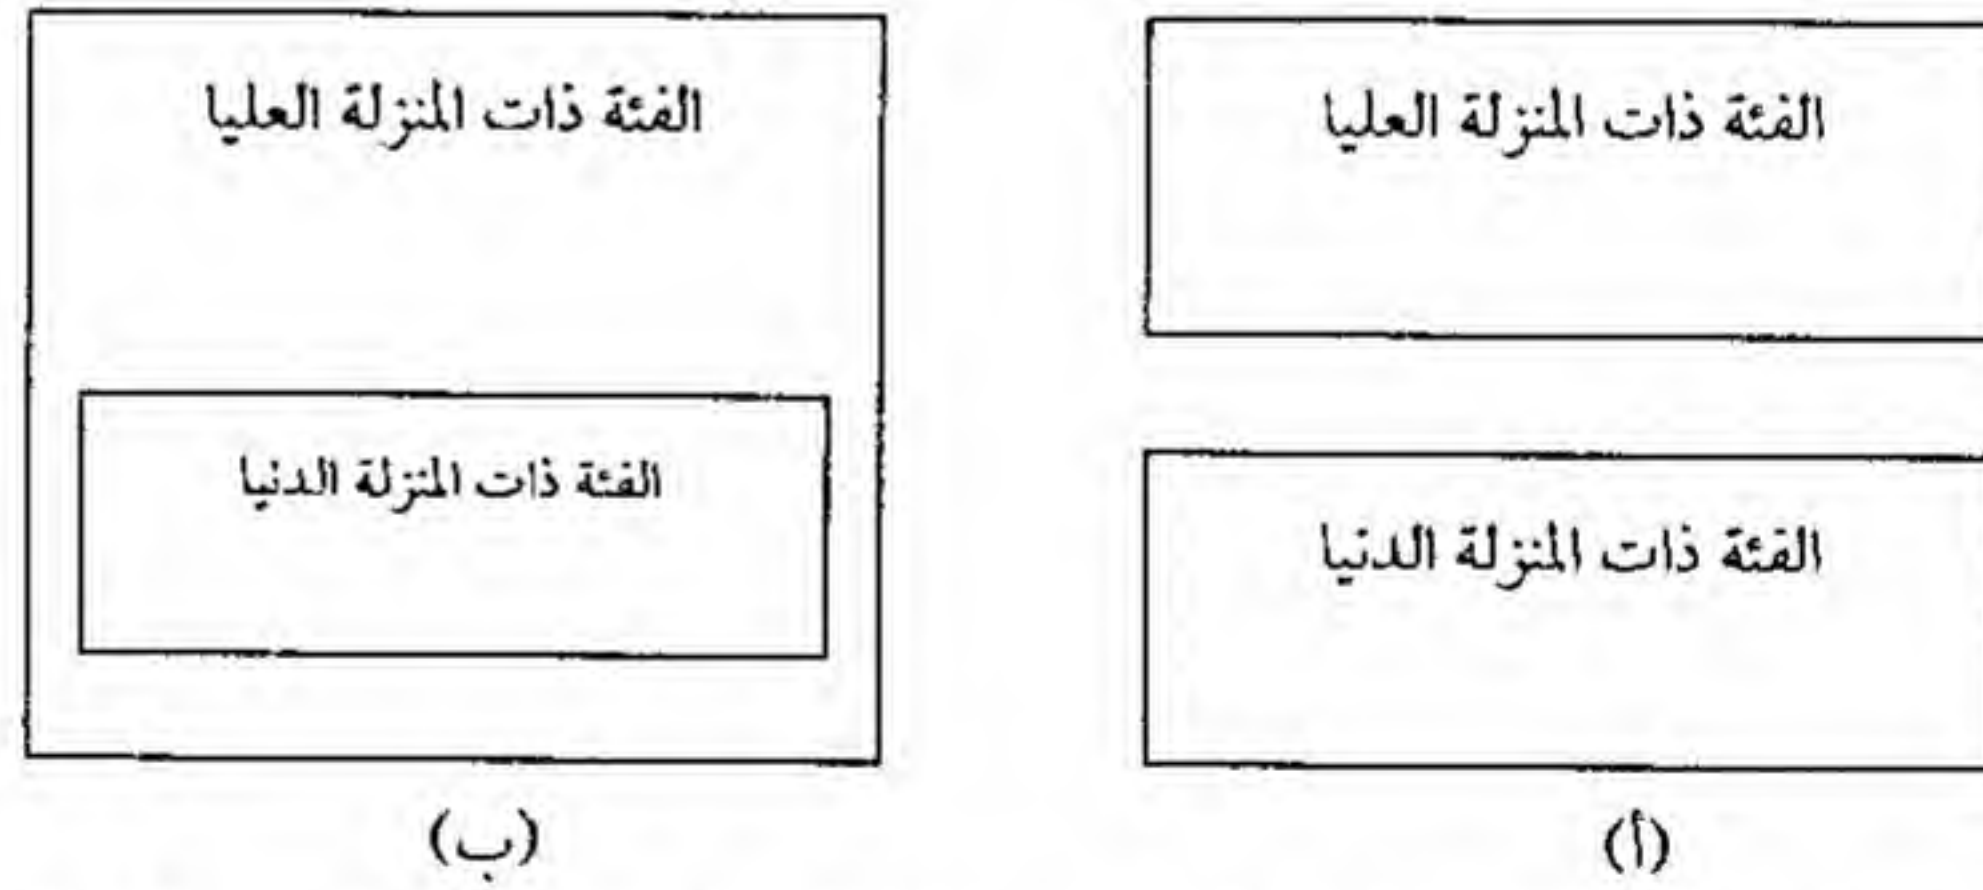 الفئة ذات المنزلة العليا
الفئة ذات المنزلة الدنيا
(أ)
الفئة ذات المنزلة العليا
الفئة ذات المنزلة الدنيا
(ب)